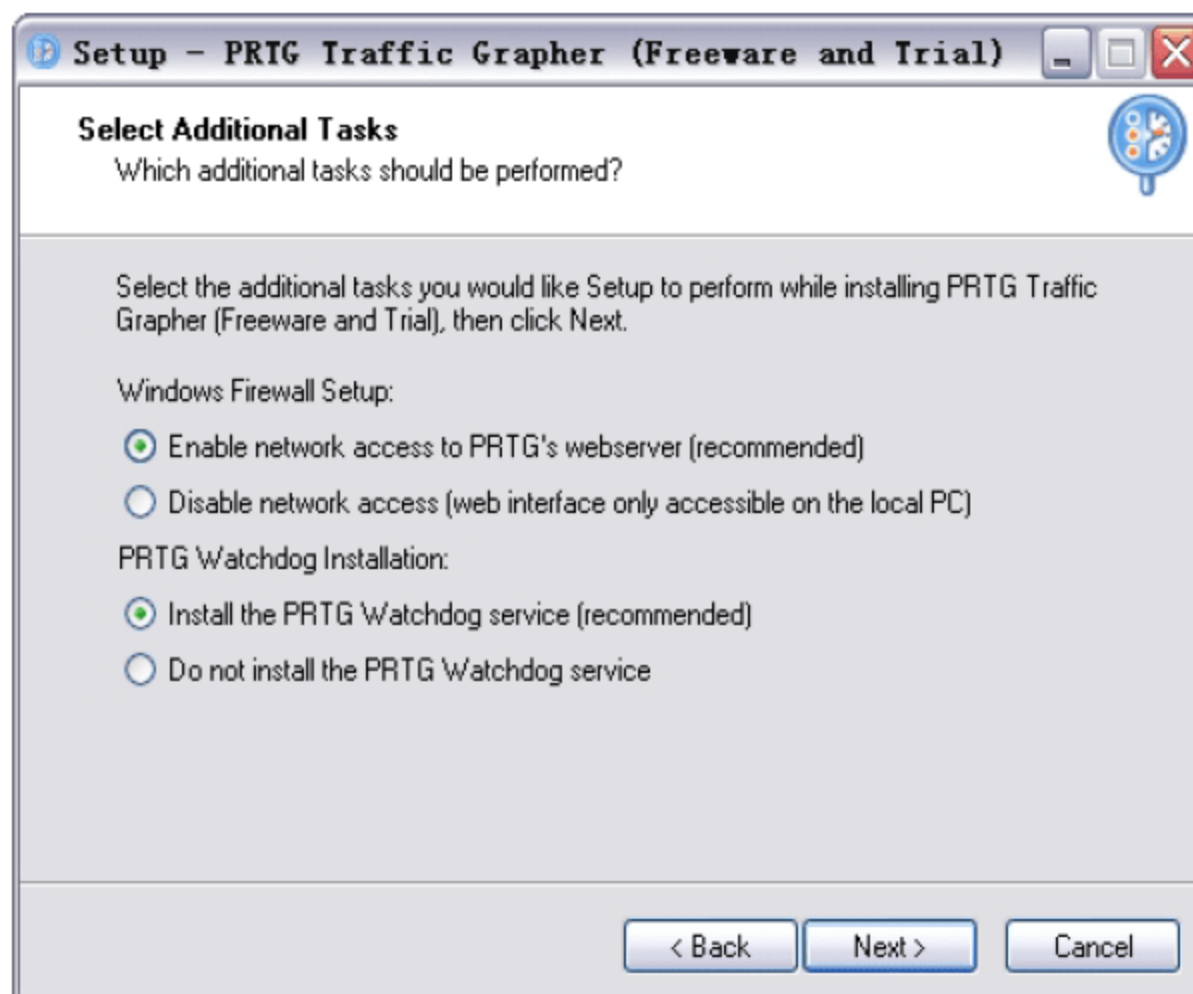 Setup - PRTG Traffic Grapher (Freeware and Trial)
Select Additional Tasks
Which additional tasks should be performed?
Select the additional tasks you would like Setup to perform while installing PRTG Traffic
Grapher (Freeware and Trial), then click Next.
Windows Firewall Setup:
Enable network access to PRTG's webserver (recommended)
Disable network access (web interface only accessible on the local PC)
PRTG Watchdog Installation:
Install the PRTG Watchdog service (recommended)
Do not install the PRTG Watchdog service
< Back Next > Cancel